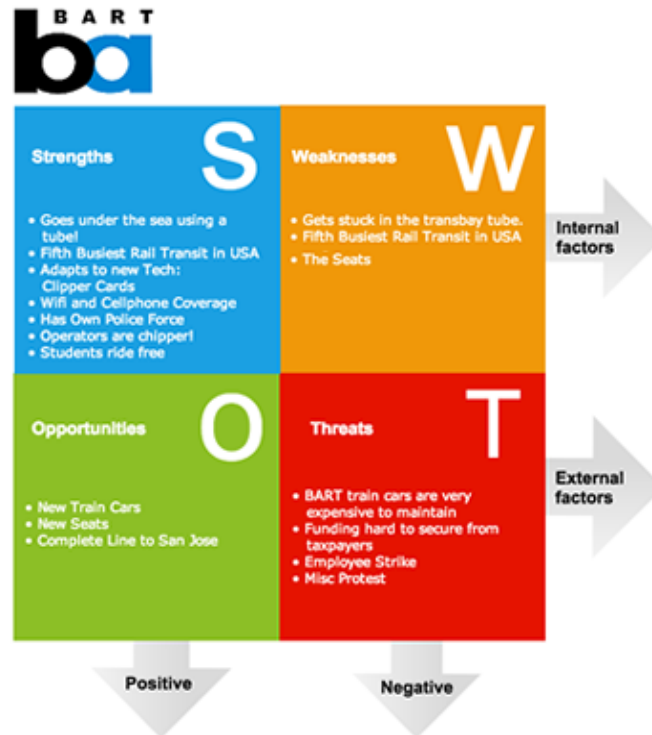 BART
ba
Strengths
S
• Goes under the sea using a
tube!
• Fifth Busiest Rail Transit in USA
• Adapts to new Tech:
Clipper Cards
• Wifi and Cellphone Coverage
• Has Own Police Force
• Operators are chipper!
• Students ride free
Weaknesses
W
• Gets stuck in the transbay tube.
• Fifth Busiest Rail Transit in USA
• The Seats
Internal
factors
Opportunities
O
• New Train Cars
• New Seats
• Complete Line to San Jose
Threats
T
• BART train cars are very
expensive to maintain
• Funding hard to secure from
taxpayers
• Employee Strike
• Misc Protest
External
factors
Positive
Negative